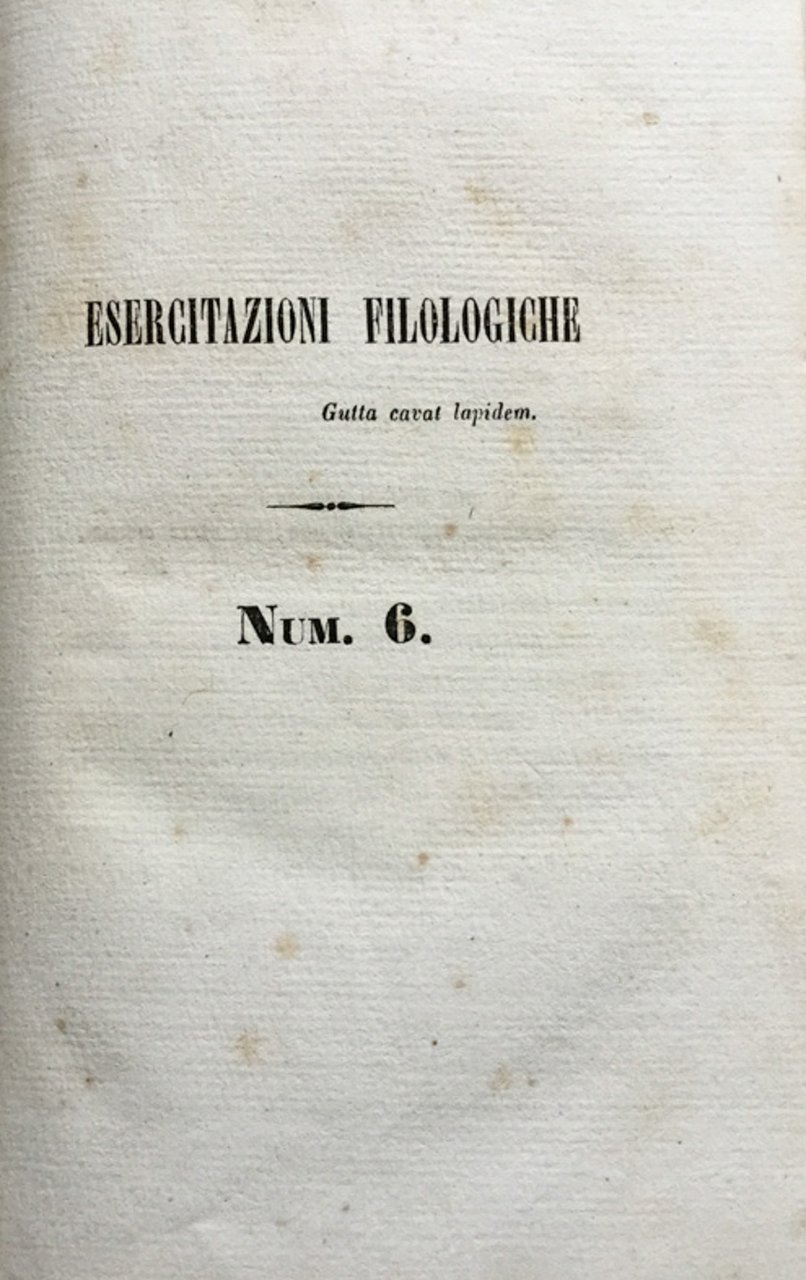 ESERCITAZIONI FILOLOGICHE
Gutta cavat lapidem.
NUM. 6.